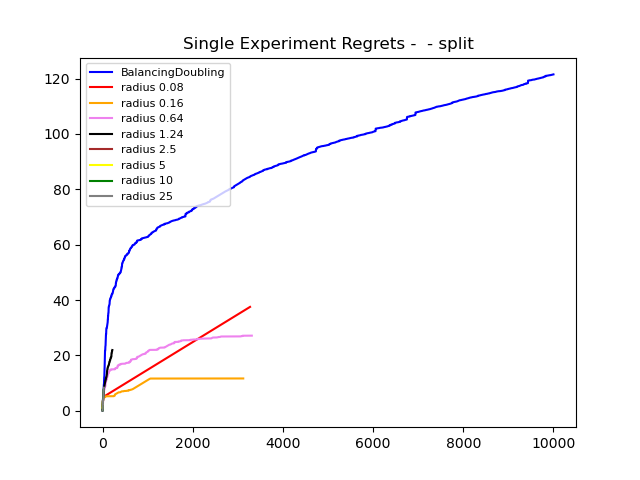 Single Experiment Regrets -  - split
BalancingDoubling
radius 0.08
radius 0.16
radius 0.64
radius 1.24
radius 2.5
radius 5
radius 10
radius 25
120
100
80
60
40
20
0
0 2000 4000 6000 8000 10000